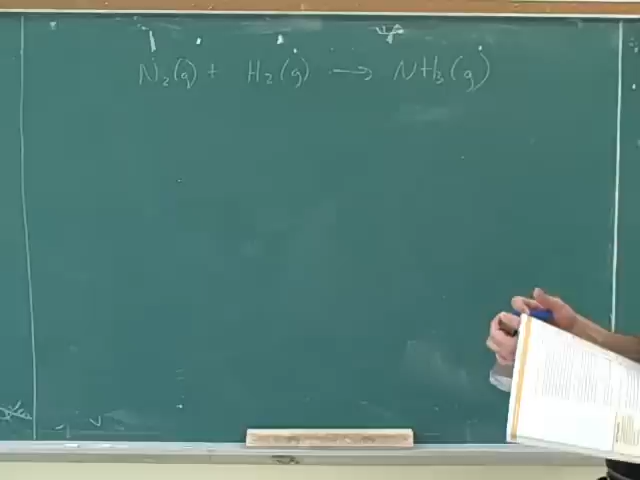 N₂(g) + H₂(g) → NH₃(g)